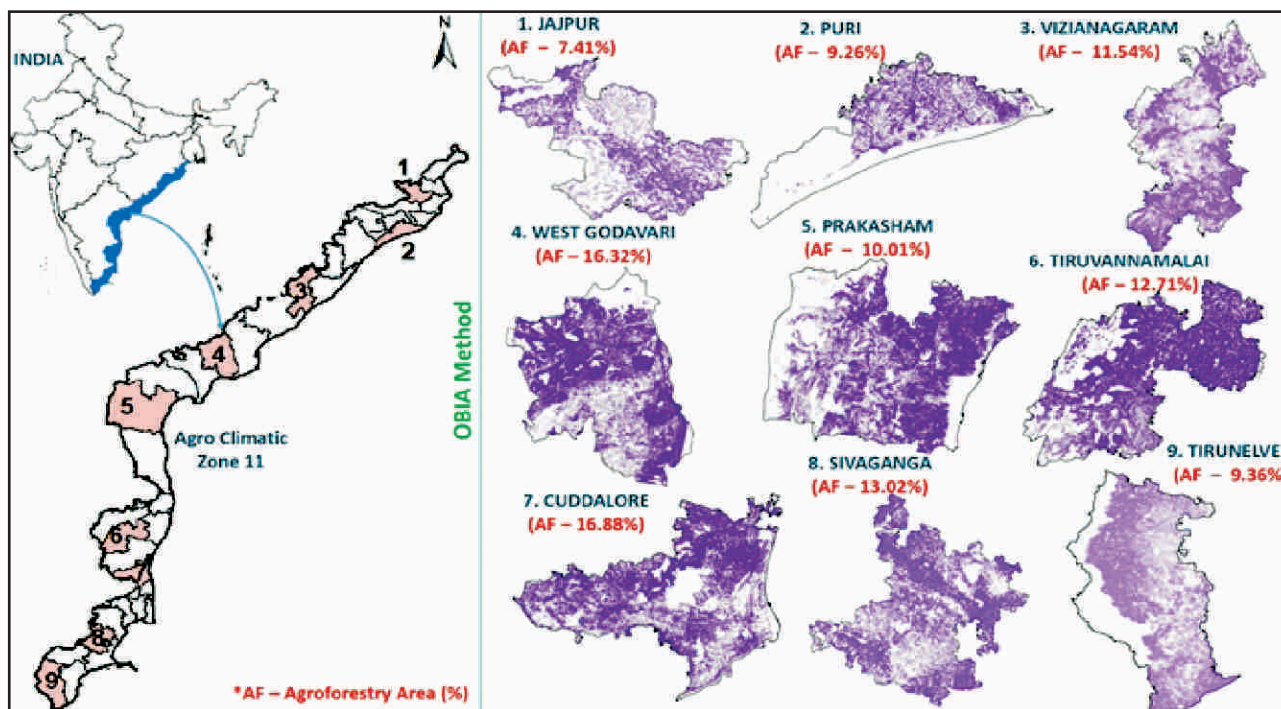 INDIA
N
1
2
3
4
5
Agro Climatic
Zone 11
6
8
9
*AF – Agroforestry Area (%)
OBIA Method
1. JAJPUR
(AF – 7.41%)
2. PURI
(AF – 9.26%)
3. VIZIANAGARAM
(AF – 11.54%)
4. WEST GODAVARI
(AF – 16.32%)
5. PRAKASHAM
(AF – 10.01%)
6. TIRUVANNAMALAI
(AF – 12.71%)
7. CUDDALORE
(AF – 16.88%)
8. SIVAGANGA
(AF – 13.02%)
9. TIRUNELVE
(AF – 9.36%